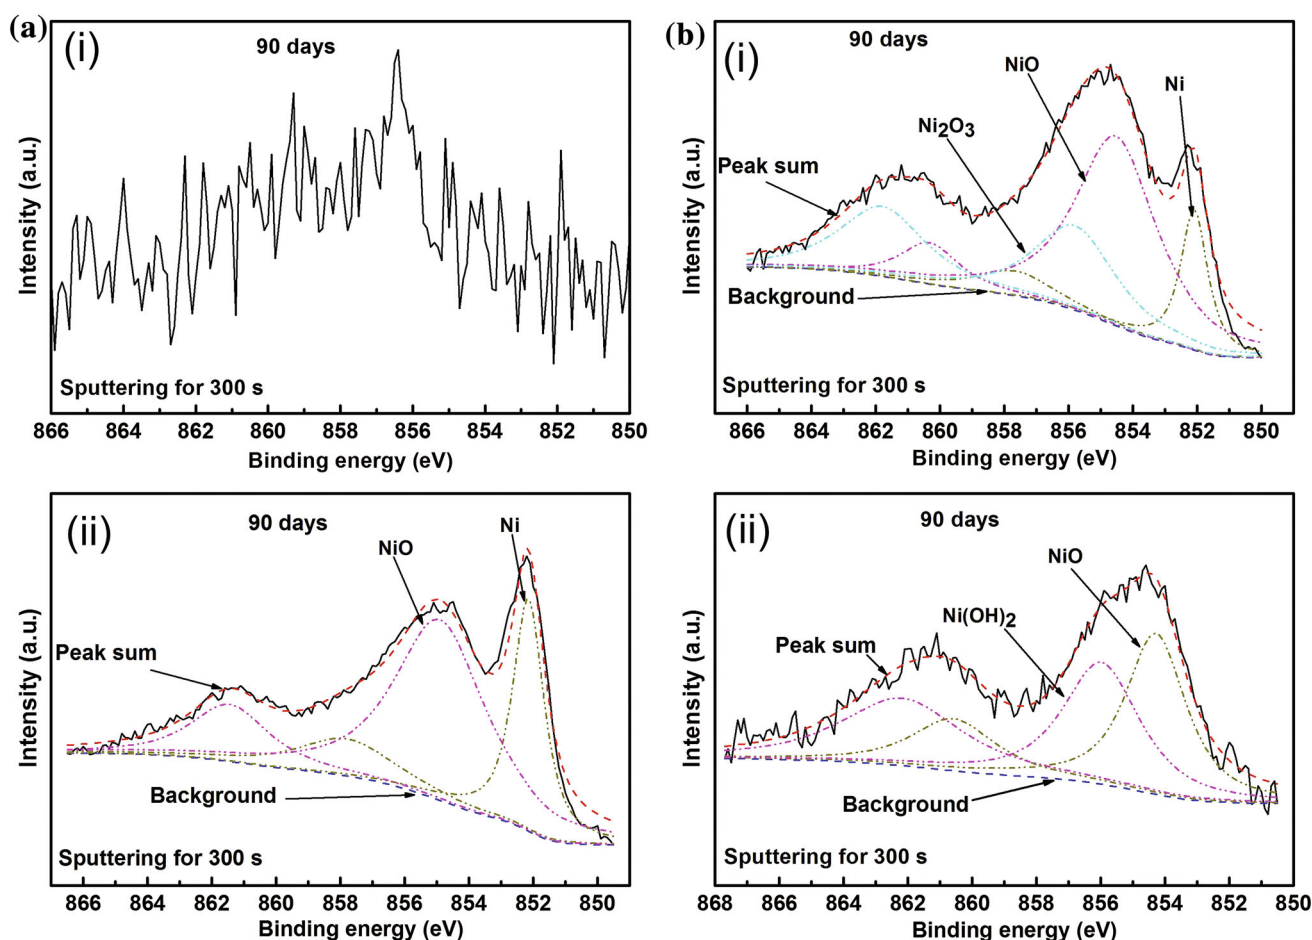 (a)
(i)
90 days
Intensity (a.u.)
Sputtering for 300 s
866 864 862 860 858 856 854 852 850
Binding energy (eV)
(b)
(i)
90 days
NiO
Ni
Ni2O3
Peak sum
Background
Intensity (a.u.)
Sputtering for 300 s
866 864 862 860 858 856 854 852 850
Binding energy (eV)
(ii)
90 days
Ni
NiO
Peak sum
Background
Intensity (a.u.)
Sputtering for 300 s
866 864 862 860 858 856 854 852 850
Binding energy (eV)
(ii)
90 days
NiO
Ni(OH)2
Peak sum
Background
Intensity (a.u.)
Sputtering for 300 s
868 866 864 862 860 858 856 854 852 850
Binding energy (eV)